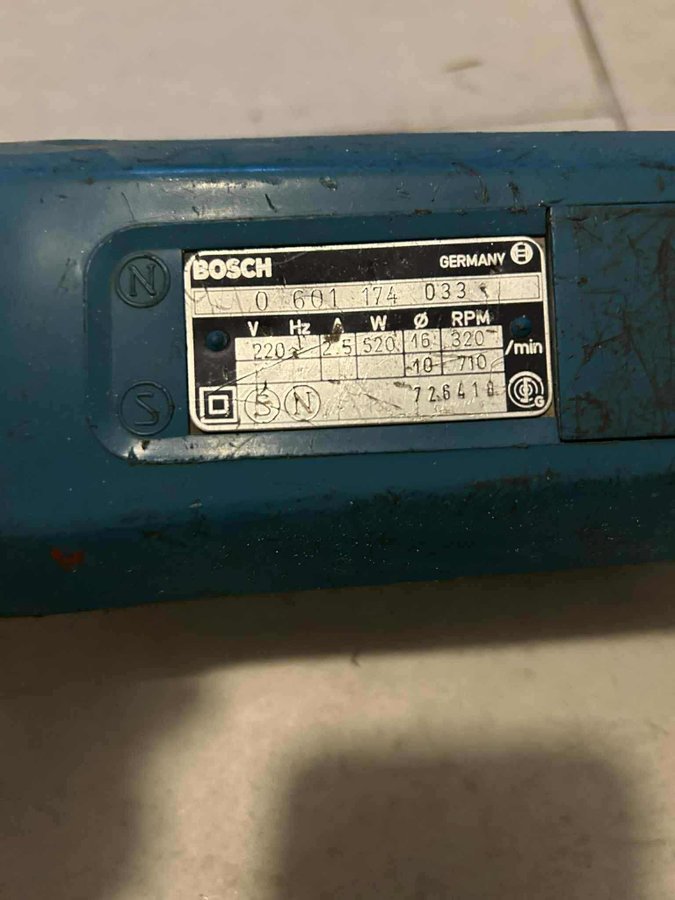 BOSCH GERMANY
0 601 174 033
V Hz A W Ø RPM
220~ 2.5 520 16 320 /min
10 710
S N 726410
G
N
S